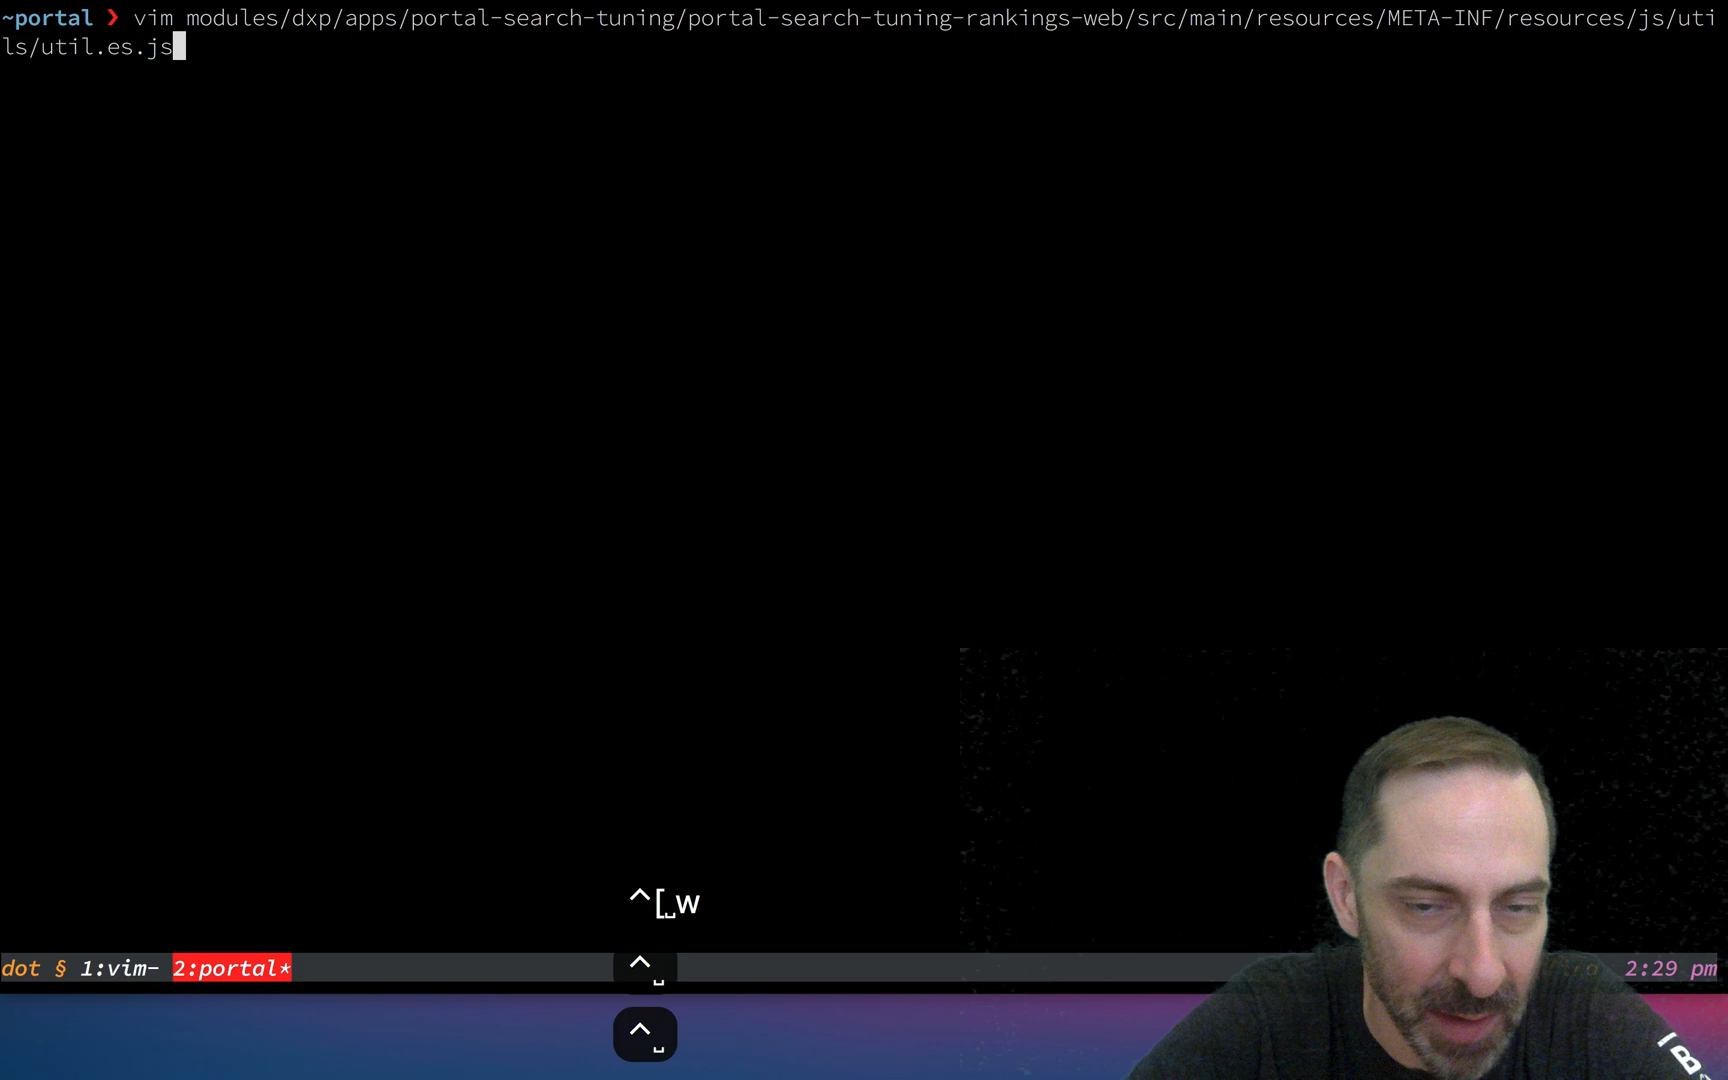 ~portal ❯ vim modules/dxp/apps/portal-search-tuning/portal-search-tuning-rankings-web/src/main/resources/META-INF/resources/js/uti
ls/util.es.js
^[␣w
^␣
^␣
dot § 1:vim- 2:portal* 2:29 pm
B